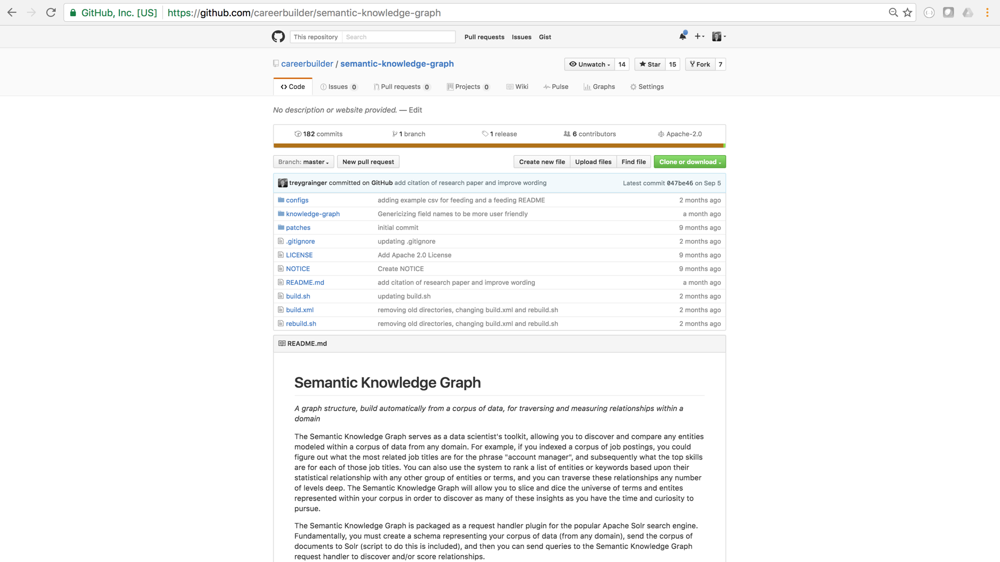 GitHub, Inc. [US] https://github.com/careerbuilder/semantic-knowledge-graph
This repository Search Pull requests Issues Gist
careerbuilder / semantic-knowledge-graph Unwatch 14 Star 15 Fork 7
Code Issues 0 Pull requests 0 Projects 0 Wiki Pulse Graphs Settings
No description or website provided. — Edit
182 commits 1 branch 1 release 6 contributors Apache-2.0
Branch: master New pull request Create new file Upload files Find file Clone or download
treygrainger committed on GitHub add citation of research paper and improve wording Latest commit 047be46 on Sep 5
configs adding example csv for feeding and a feeding README 2 months ago
knowledge-graph Genericizing field names to be more user friendly a month ago
patches initial commit 9 months ago
.gitignore updating .gitignore 2 months ago
LICENSE Add Apache 2.0 License 9 months ago
NOTICE Create NOTICE 9 months ago
README.md add citation of research paper and improve wording a month ago
build.sh updating build.sh 2 months ago
build.xml removing old directories, changing build.xml and rebuild.sh 2 months ago
rebuild.sh removing old directories, changing build.xml and rebuild.sh 2 months ago
README.md
Semantic Knowledge Graph
A graph structure, build automatically from a corpus of data, for traversing and measuring relationships within a
domain
The Semantic Knowledge Graph serves as a data scientist's toolkit, allowing you to discover and compare any entities
modeled within a corpus of data from any domain. For example, if you indexed a corpus of job postings, you could
figure out what the most related job titles are for the phrase "account manager", and subsequently what the top skills
are for each of those job titles. You can also use the system to rank a list of entities or keywords based upon their
statistical relationship with any other group of entities or terms, and you can traverse these relationships any number
of levels deep. The Semantic Knowledge Graph will allow you to slice and dice the universe of terms and entites
represented within your corpus in order to discover as many of these insights as you have the time and curiosity to
pursue.
The Semantic Knowledge Graph is packaged as a request handler plugin for the popular Apache Solr search engine.
Fundamentally, you must create a schema representing your corpus of data (from any domain), send the corpus of
documents to Solr (script to do this is included), and then you can send queries to the Semantic Knowledge Graph
request handler to discover and/or score relationships.